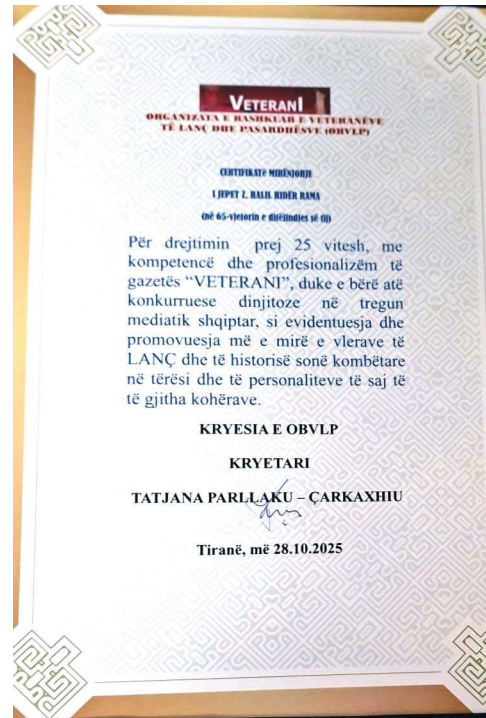 VETERANI
ORGANIZATA E BASHKUAR E VETERANËVE
TË LANÇ DHE PASARDHËSVE (OBVLP)
CERTIFIKATë MIRËNJOHJE
I JEPET Z. HALIL HIDËR RAMA
(në 65-vjetorin e ditëlindjes së tij)
Për drejtimin prej 25 vitesh, me
kompetencë dhe profesionalizëm të
gazetës “VETERANI”, duke e bërë atë
konkurruese dinjitoze në tregun
mediatik shqiptar, si evidentuesja dhe
promovuesja më e mirë e vlerave të
LANÇ dhe të historisë sonë kombëtare
në tërësi dhe të personaliteve të saj të
të gjitha kohërave.
KRYESIA E OBVLP
KRYETARI
TATJANA PARLLAKU – ÇARKAXHIU
Tiranë, më 28.10.2025